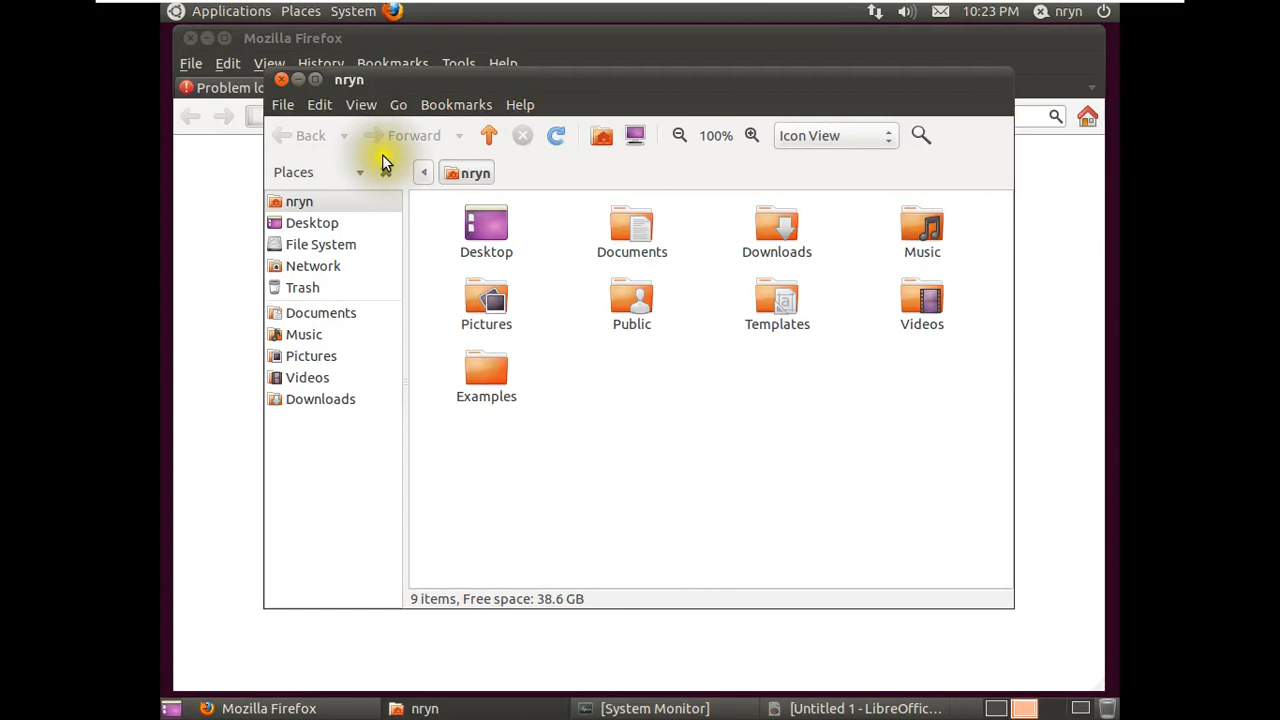 Applications Places System 10:23 PM nryn
Mozilla Firefox
File Edit View History Bookmarks Tools Help
Problem lo
nryn
File Edit View Go Bookmarks Help
Back Forward 100% Icon View
Places nryn
nryn
Desktop
File System
Network
Trash
Documents
Music
Pictures
Videos
Downloads
Desktop Documents Downloads Music
Pictures Public Templates Videos
Examples
9 items, Free space: 38.6 GB
Mozilla Firefox nryn [System Monitor] [Untitled 1 - LibreOffic...